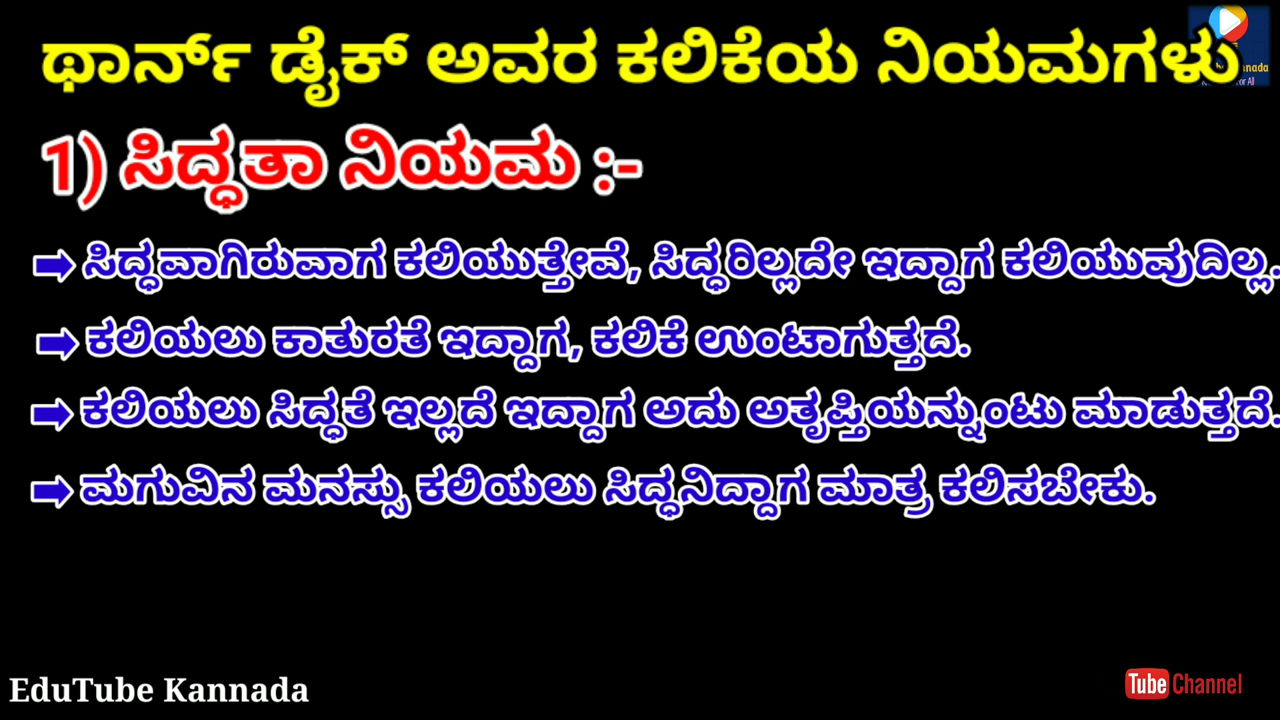 ಥಾರ್ನ್ ಡೈಕ್ ಅವರ ಕಲಿಕೆಯ ನಿಯಮಗಳು
1) ಸಿದ್ಧತಾ ನಿಯಮ :-
➡ ಸಿದ್ಧವಾಗಿರುವಾಗ ಕಲಿಯುತ್ತೇವೆ, ಸಿದ್ಧರಿಲ್ಲದೇ ಇದ್ದಾಗ ಕಲಿಯುವುದಿಲ್ಲ.
➡ ಕಲಿಯಲು ಕಾತುರತೆ ಇದ್ದಾಗ, ಕಲಿಕೆ ಉಂಟಾಗುತ್ತದೆ.
➡ ಕಲಿಯಲು ಸಿದ್ಧತೆ ಇಲ್ಲದೆ ಇದ್ದಾಗ ಅದು ಅತೃಪ್ತಿಯನ್ನುಂಟು ಮಾಡುತ್ತದೆ.
➡ ಮಗುವಿನ ಮನಸ್ಸು ಕಲಿಯಲು ಸಿದ್ಧನಿದ್ದಾಗ ಮಾತ್ರ ಕಲಿಸಬೇಕು.
EduTube Kannada
Tube Channel